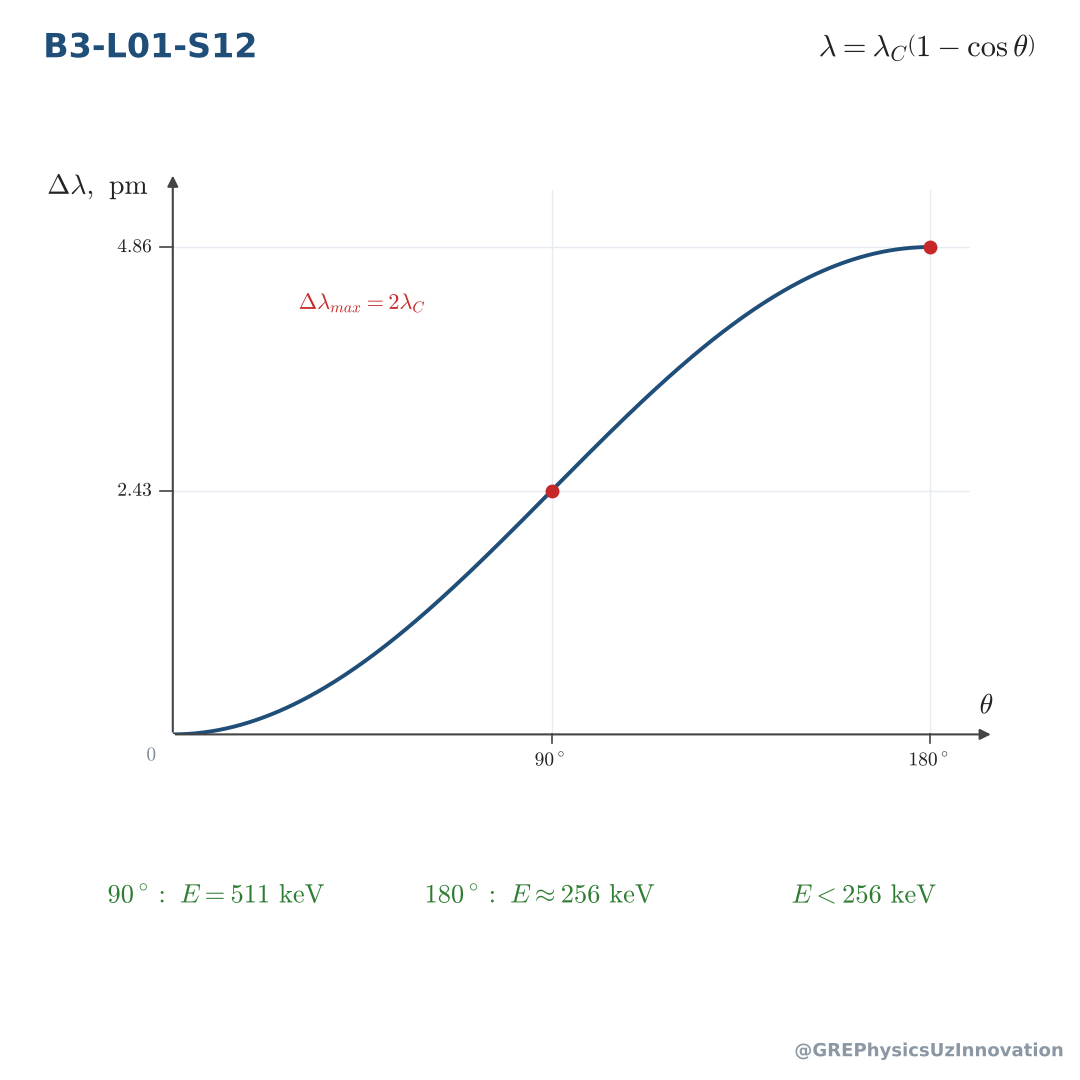 B3-L01-S12
λ = λ_C(1 − cos θ)
Δλ, pm
4.86
Δλ_max = 2λ_C
2.43
θ
0
90°
180°
90° : E = 511 keV
180° : E ≈ 256 keV
E < 256 keV
@GREPhysicsUzInnovation